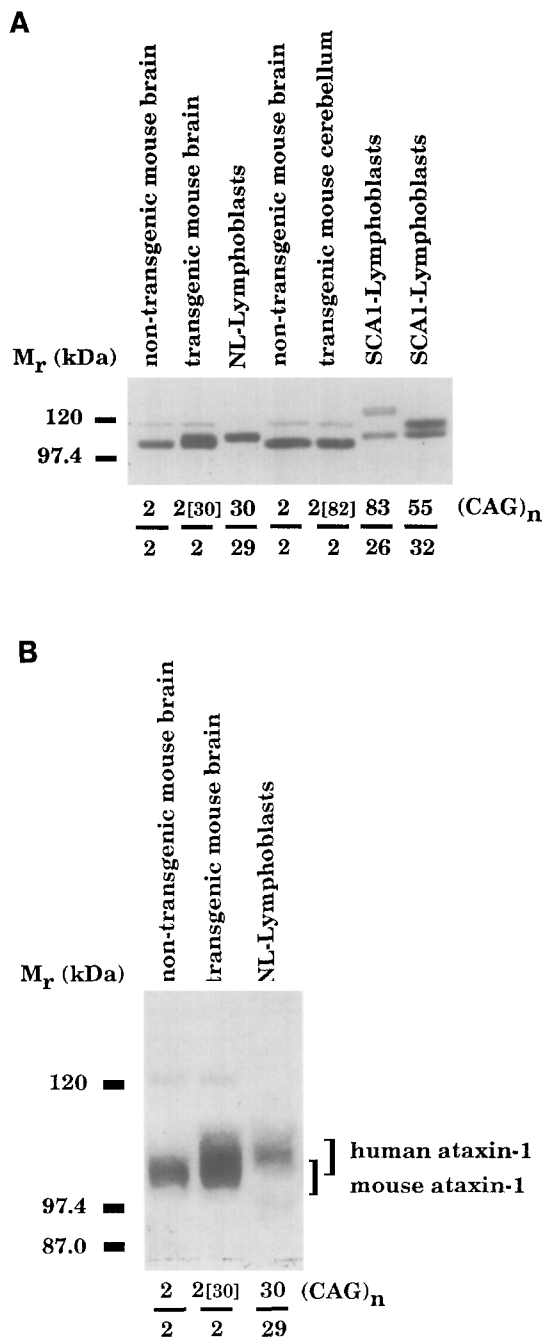 A
non-transgenic mouse brain
transgenic mouse brain
NL-Lymphoblasts
non-transgenic mouse brain
transgenic mouse cerebellum
SCA1-Lymphoblasts
SCA1-Lymphoblasts
Mr (kDa)
120
97.4
2 2[30] 30 2 2[82] 83 55 (CAG)n
2 2 29 2 2 26 32
B
non-transgenic mouse brain
transgenic mouse brain
NL-Lymphoblasts
Mr (kDa)
120
human ataxin-1
mouse ataxin-1
97.4
87.0
2 2[30] 30 (CAG)n
2 2 29